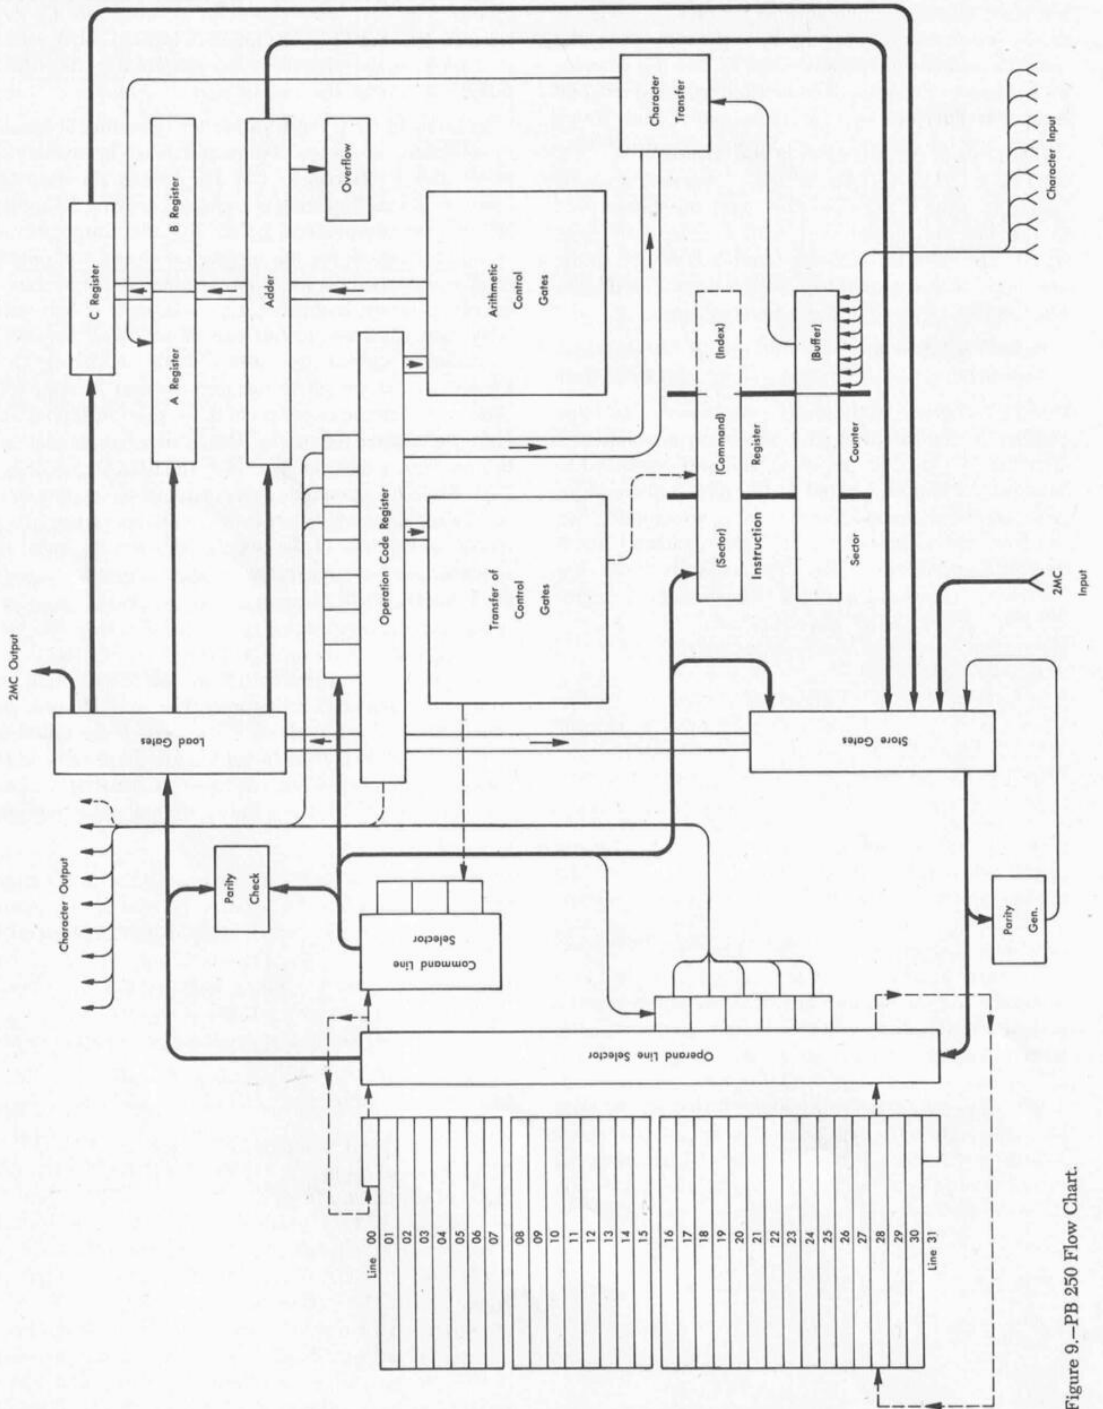 2MC Output
Character Output
Load Gates
Parity
Check
Command Line
Selector
Operand Line Selector
Line 00
01
02
03
04
05
06
07
08
09
10
11
12
13
14
15
16
17
18
19
20
21
22
23
24
25
26
27
28
29
30
Line 31
C Register
A Register
B Register
Adder
Overflow
Operation Code Register
Arithmetic
Control
Gates
Transfer of
Control
Gates
Character
Transfer
(Sector)
(Command)
(Index)
Instruction
Register
(Buffer)
Sector
Counter
Character Input
2MC
Input
Store Gates
Parity
Gen.
Figure 9.—PB 250 Flow Chart.